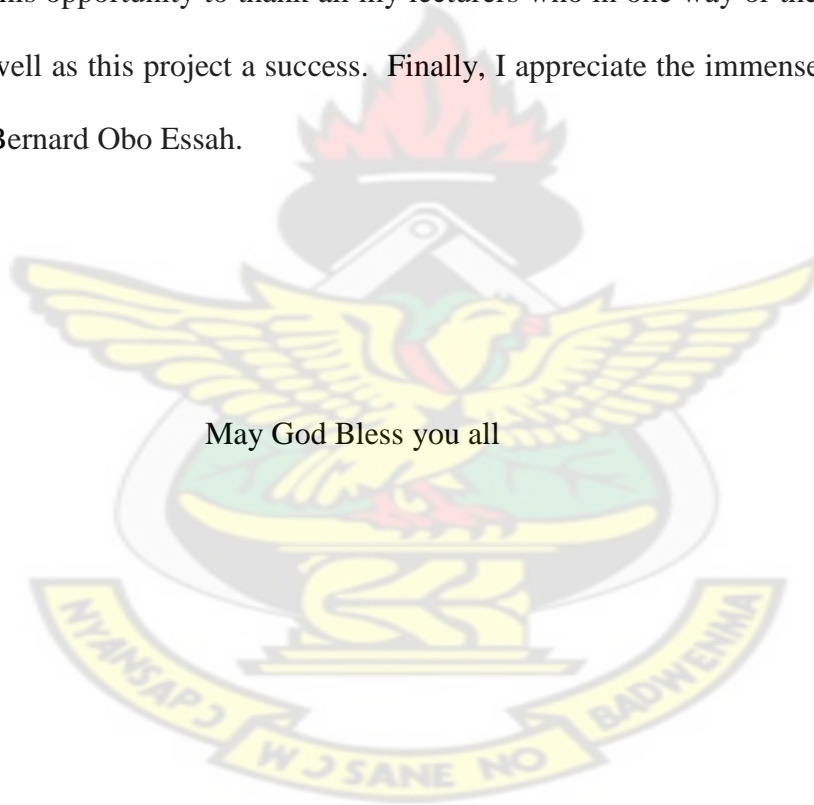 this opportunity to thank all my lecturers who in one way or the
well as this project a success.  Finally, I appreciate the immense
Bernard Obo Essah.
May God Bless you all
NYANSAPƆ
WƆSANE NO
BADWENMA